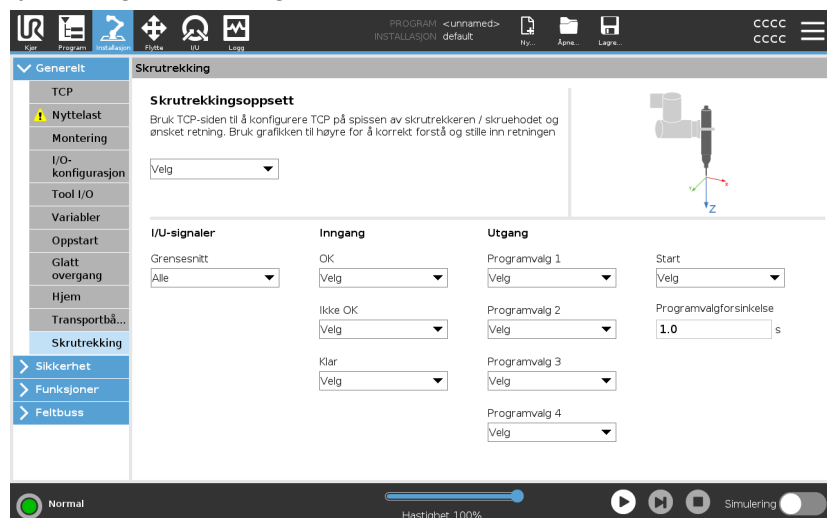 UR
PROGRAM <unnamed>
INSTALLASJON default
CCCC
CCCC
Kjør Program Installasjon Flytte I/U Logg Ny... Åpne... Lagre...
Generelt
TCP
Nyttelast
Montering
I/O-
konfigurasjon
Tool I/O
Variabler
Oppstart
Glatt
overgang
Hjem
Transportbå...
Skrutrekking
Sikkerhet
Funksjoner
Feltbuss
Skrutrekking
Skrutrekkingsoppsett
Bruk TCP-siden til å konfigurere TCP på spissen av skrutrekkeren / skruehodet og
ønsket retning. Bruk grafikken til høyre for å korrekt forstå og stille inn retningen
Velg
Y X
Z
I/U-signaler Inngang Utgang
Grensesnitt OK Programvalg 1 Start
Alle Velg Velg Velg
Ikke OK Programvalg 2 Programvalgforsinkelse
Velg Velg 1.0 s
Klar Programvalg 3
Velg Velg
Programvalg 4
Velg
Normal
Hastighet 100%
Simulering